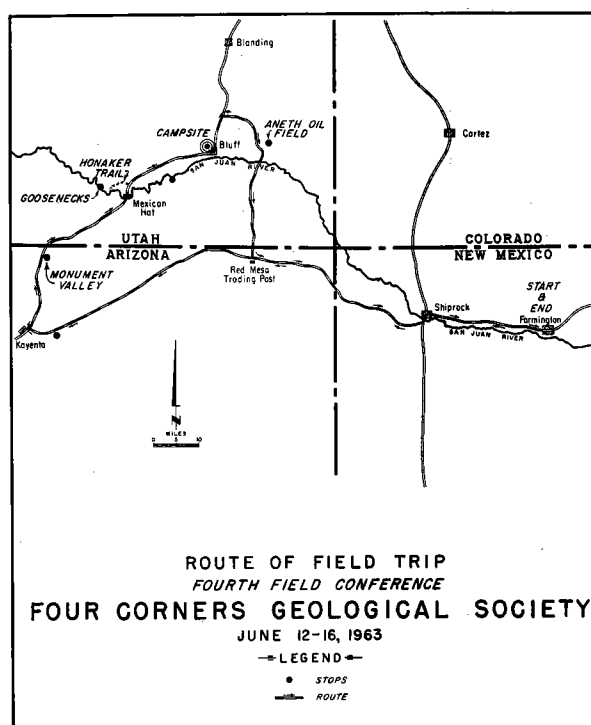 Blanding
CAMPSITE
ANETH OIL
FIELD
Bluff
Cortez
HONAKER
TRAIL
SAN JUAN RIVER
GOOSENECKS
Mexican
Hat
UTAH
ARIZONA
COLORADO
NEW MEXICO
MONUMENT
VALLEY
Red Mesa
Trading Post
START
&
END
Shiprock
Farmington
SAN JUAN RIVER
Kayenta
N
MILES
0 5 10
ROUTE OF FIELD TRIP
FOURTH FIELD CONFERENCE
FOUR CORNERS GEOLOGICAL SOCIETY
JUNE 12-16, 1963
LEGEND
STOPS
ROUTE